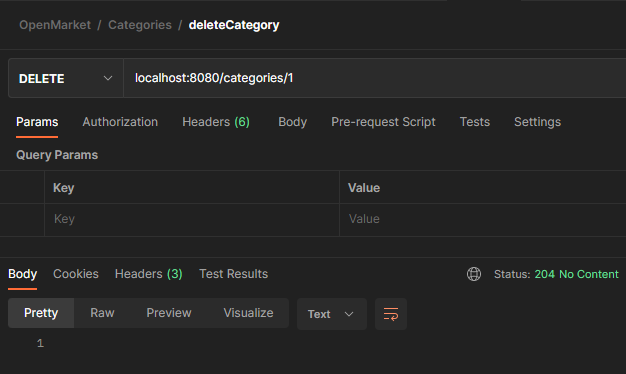 OpenMarket / Categories / deleteCategory
DELETE localhost:8080/categories/1
Params Authorization Headers (6) Body Pre-request Script Tests Settings
Query Params
Key Value
Key Value
Body Cookies Headers (3) Test Results Status: 204 No Content
Pretty Raw Preview Visualize Text
1